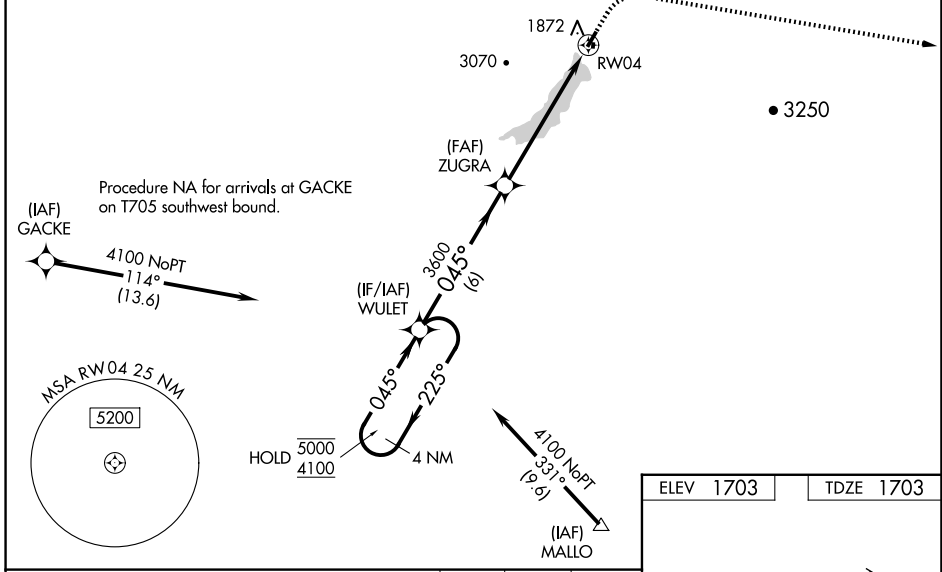 1872
RW04
3070
3250
(FAF)
ZUGRA
Procedure NA for arrivals at GACKE
on T705 southwest bound.
(IAF)
GACKE
4100 NoPT
114°
(13.6)
3600
045°
(6)
(IF/IAF)
WULET
045°
225°
MSA RW04 25 NM
5200
HOLD 5000
4100
4 NM
4100 NoPT
331°
(9.6)
(IAF)
MALLO
ELEV 1703
TDZE 1703